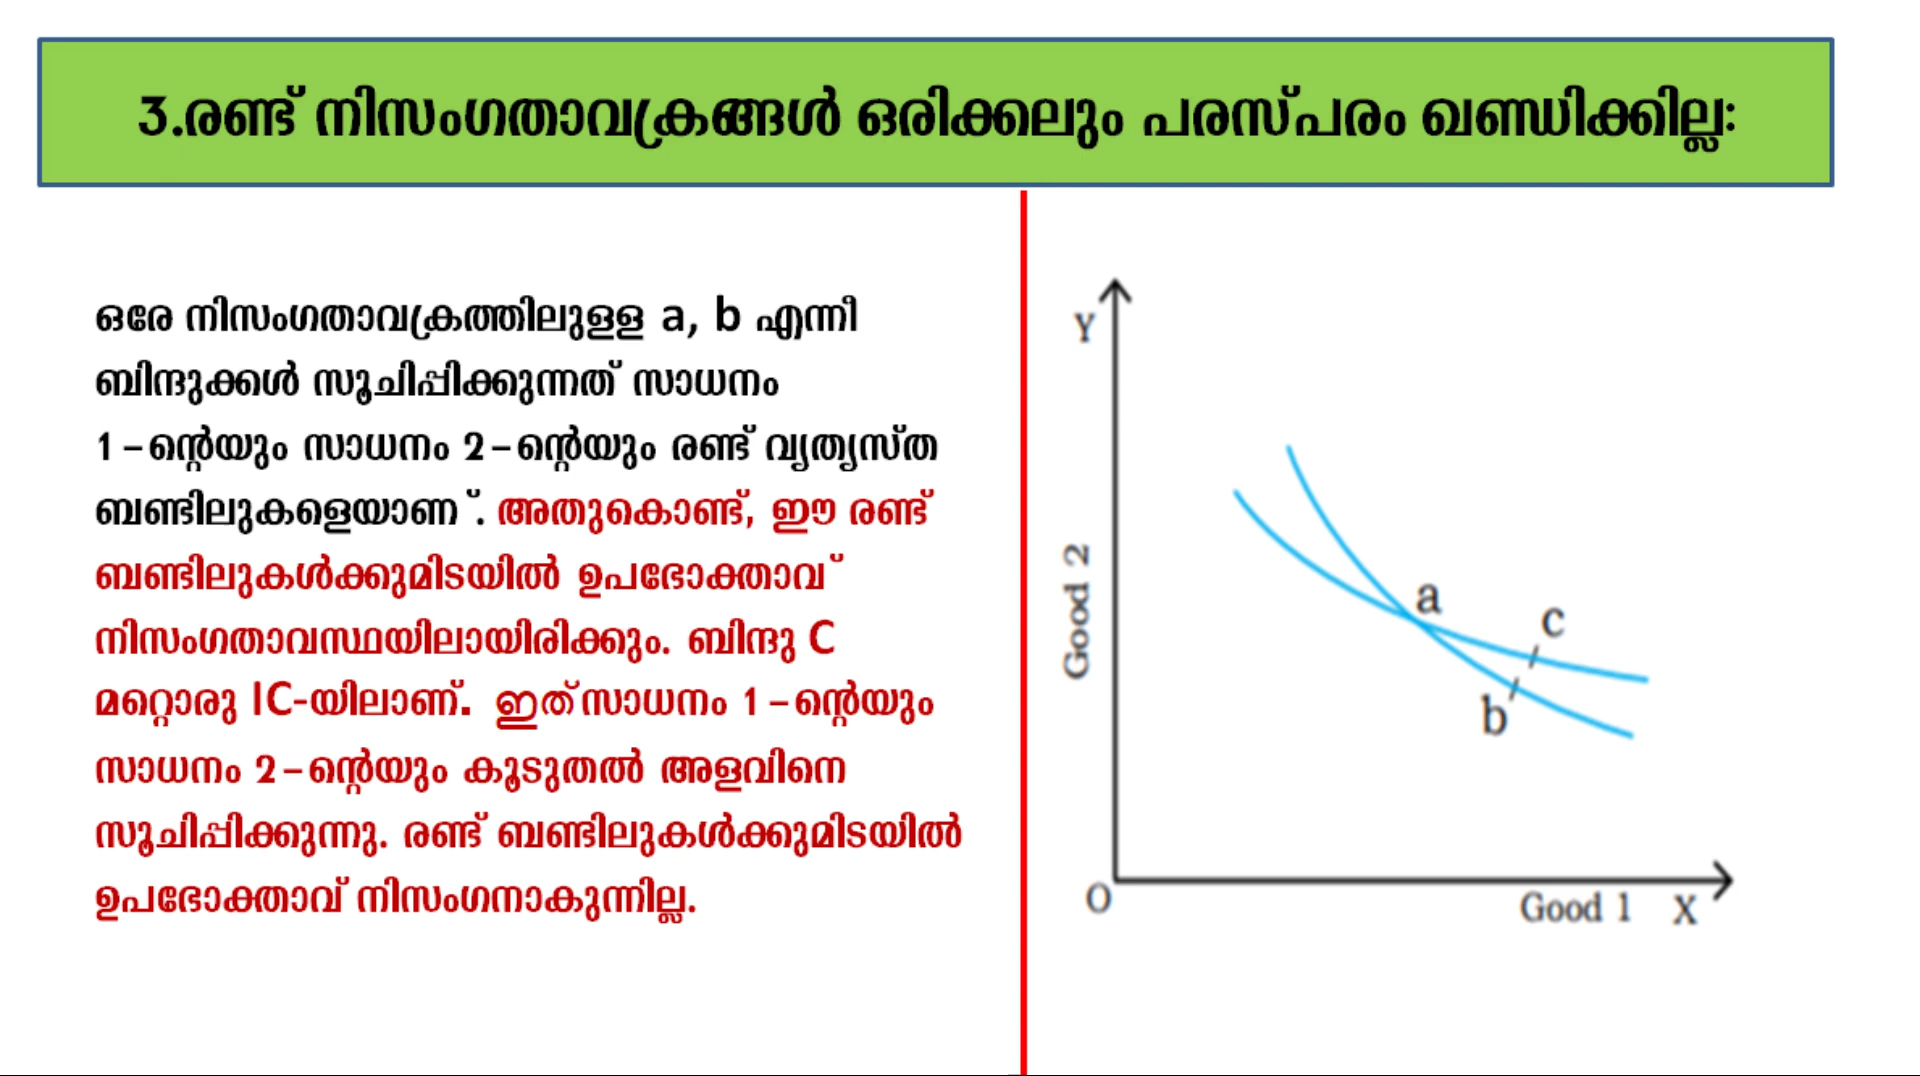 3.രണ്ട് നിസംഗതാവക്രങ്ങൾ ഒരിക്കലും പരസ്പരം ഖണ്ഡിക്കില്ല:
ഒരേ നിസംഗതാവക്രത്തിലുളള a, b എന്നീ
ബിന്ദുക്കൾ സൂചിപ്പിക്കുന്നത് സാധനം
1-ന്റെയും സാധനം 2-ന്റെയും രണ്ട് വ്യത്യസ്ത
ബണ്ടിലുകളെയാണ്. അതുകൊണ്ട്, ഈ രണ്ട്
ബണ്ടിലുകൾക്കുമിടയിൽ ഉപഭോക്താവ്
നിസംഗതാവസ്ഥയിലായിരിക്കും. ബിന്ദു C
മറ്റൊരു IC-യിലാണ്. ഇത് സാധനം 1-ന്റെയും
സാധനം 2-ന്റെയും കൂടുതൽ അളവിനെ
സൂചിപ്പിക്കുന്നു. രണ്ട് ബണ്ടിലുകൾക്കുമിടയിൽ
ഉപഭോക്താവ് നിസംഗനാകുന്നില്ല.
Y
Good 2
a
c
b
O
Good 1 X